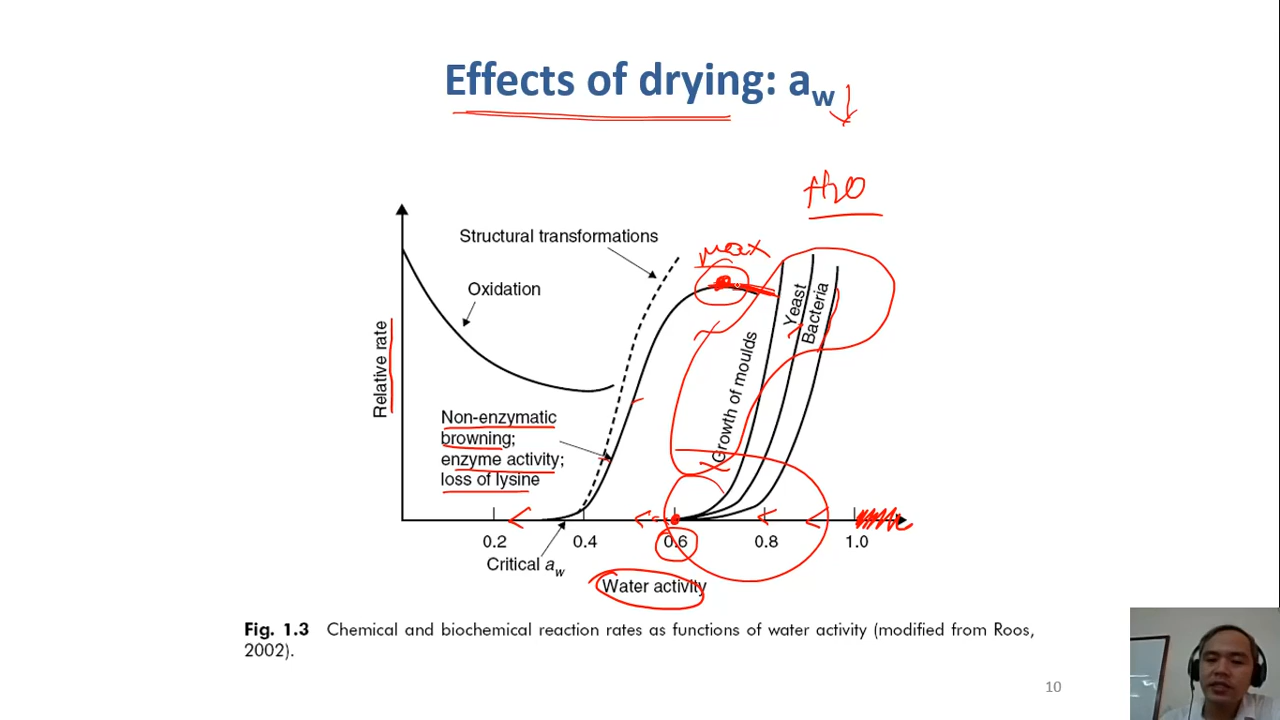 Effects of drying: aw
H2O
max
Structural transformations
Oxidation
Relative rate
Non-enzymatic
browning;
enzyme activity;
loss of lysine
Growth of moulds
Yeast
Bacteria
0.2
0.4
0.6
0.8
1.0
Critical aw
Water activity
Fig. 1.3 Chemical and biochemical reaction rates as functions of water activity (modified from Roos,
2002).
10